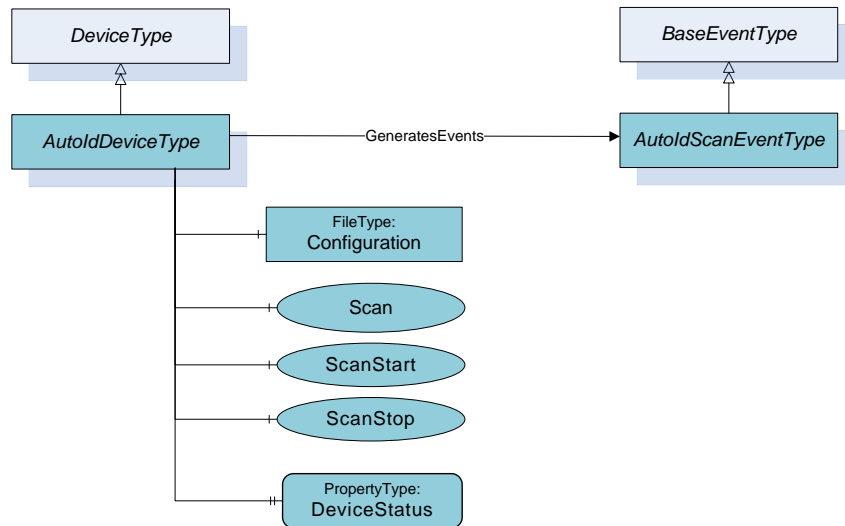 DeviceType
BaseEventType
AutoIdDeviceType
GeneratesEvents
AutoIdScanEventType
FileType:
Configuration
Scan
ScanStart
ScanStop
PropertyType:
DeviceStatus